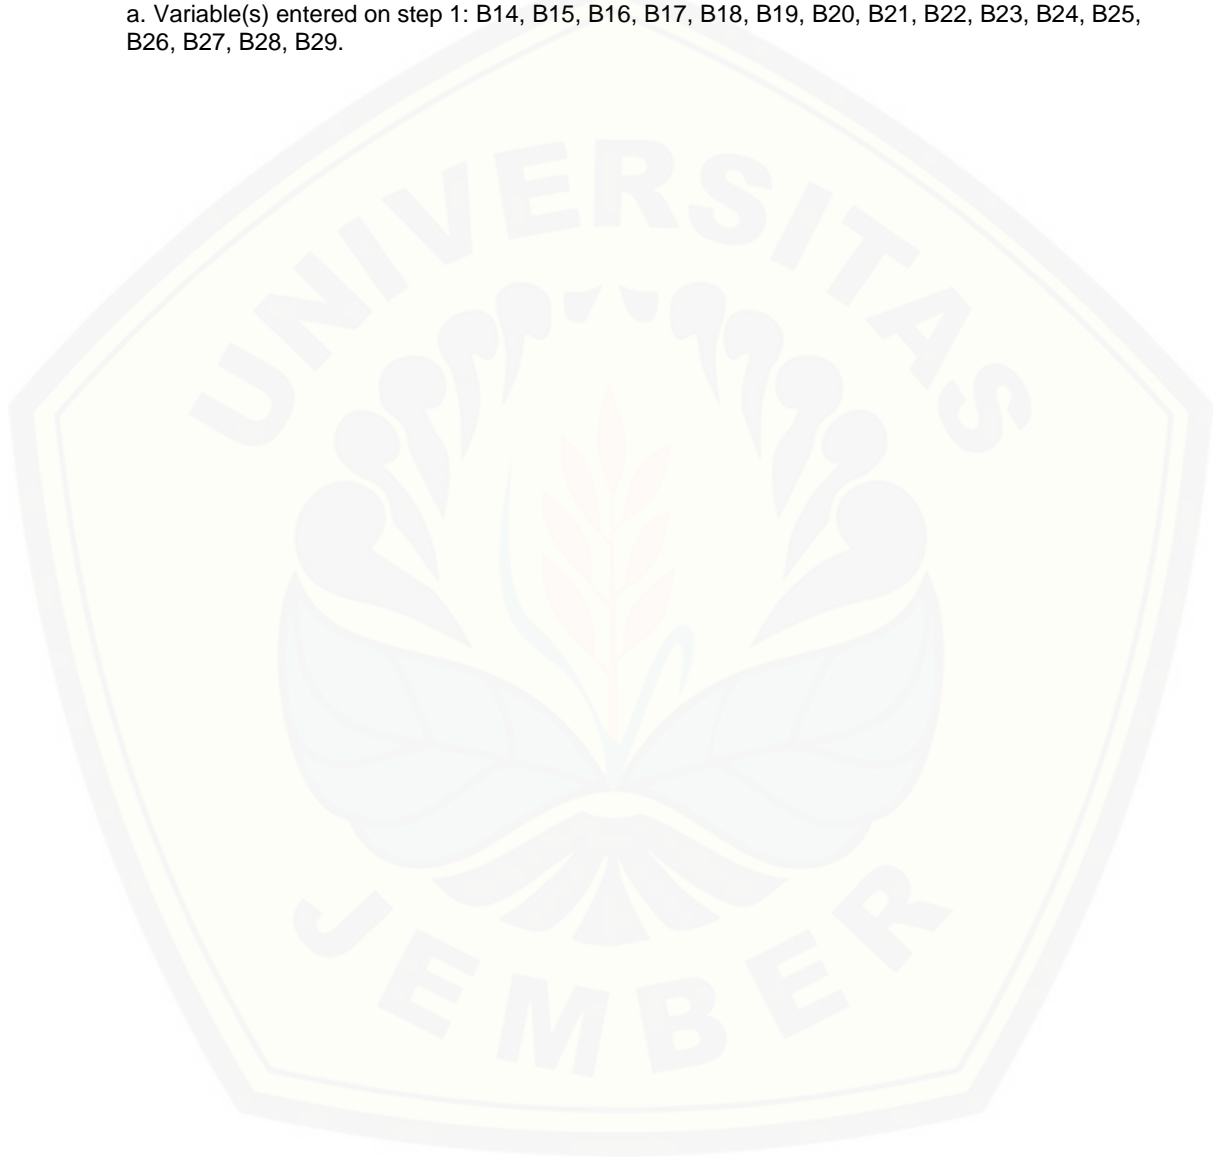 a. Variable(s) entered on step 1: B14, B15, B16, B17, B18, B19, B20, B21, B22, B23, B24, B25,
B26, B27, B28, B29.
UNIVERSITAS
JEMBER